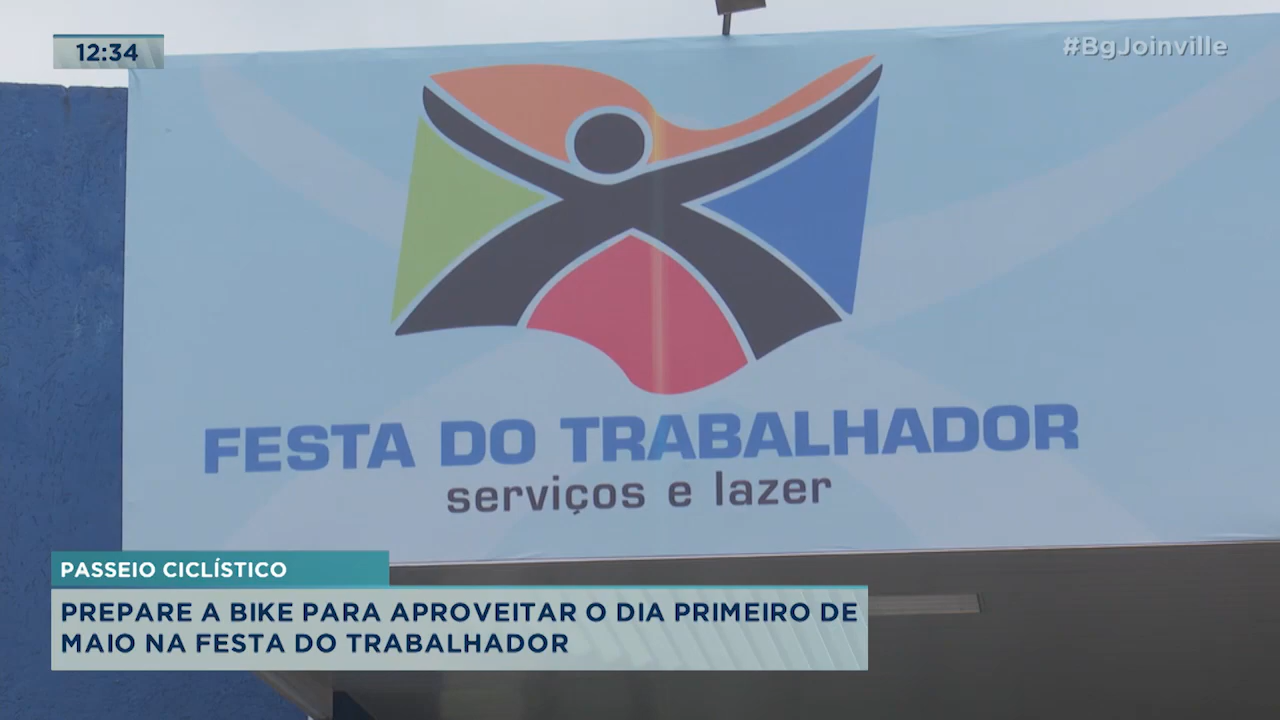 12:34
#BgJoinville
FESTA DO TRABALHADOR
serviços e lazer
PASSEIO CICLÍSTICO
PREPARE A BIKE PARA APROVEITAR O DIA PRIMEIRO DE
MAIO NA FESTA DO TRABALHADOR